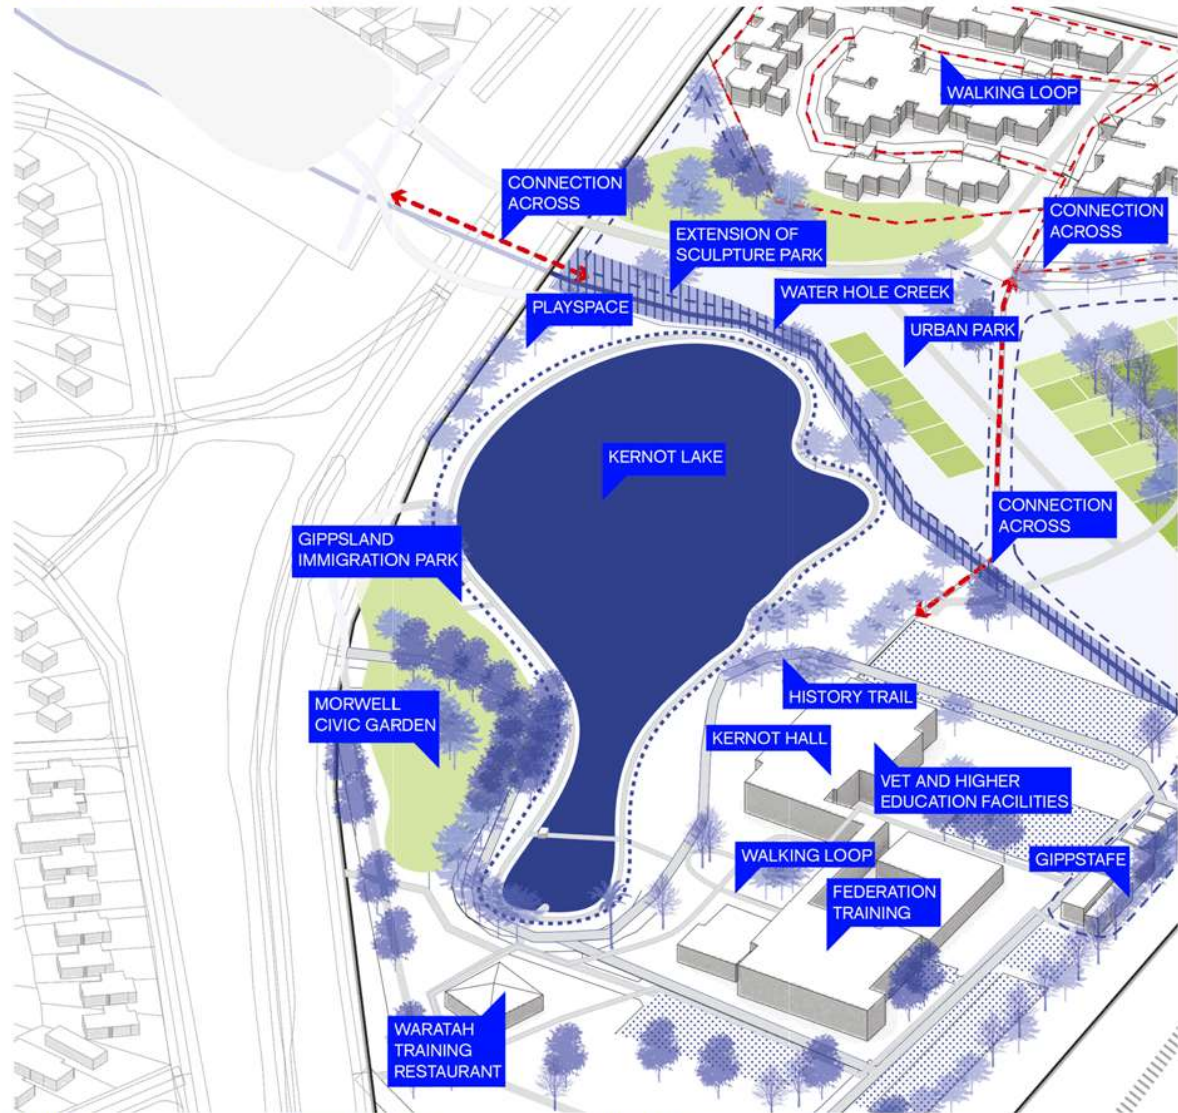 WALKING LOOP
CONNECTION
ACROSS
CONNECTION
ACROSS
EXTENSION OF
SCULPTURE PARK
WATER HOLE CREEK
PLAYSPACE
URBAN PARK
KERNOT LAKE
CONNECTION
ACROSS
GIPPSLAND
IMMIGRATION PARK
HISTORY TRAIL
MORWELL
CIVIC GARDEN
KERNOT HALL
VET AND HIGHER
EDUCATION FACILITIES
WALKING LOOP
GIPPSTAFE
FEDERATION
TRAINING
WARATAH
TRAINING
RESTAURANT